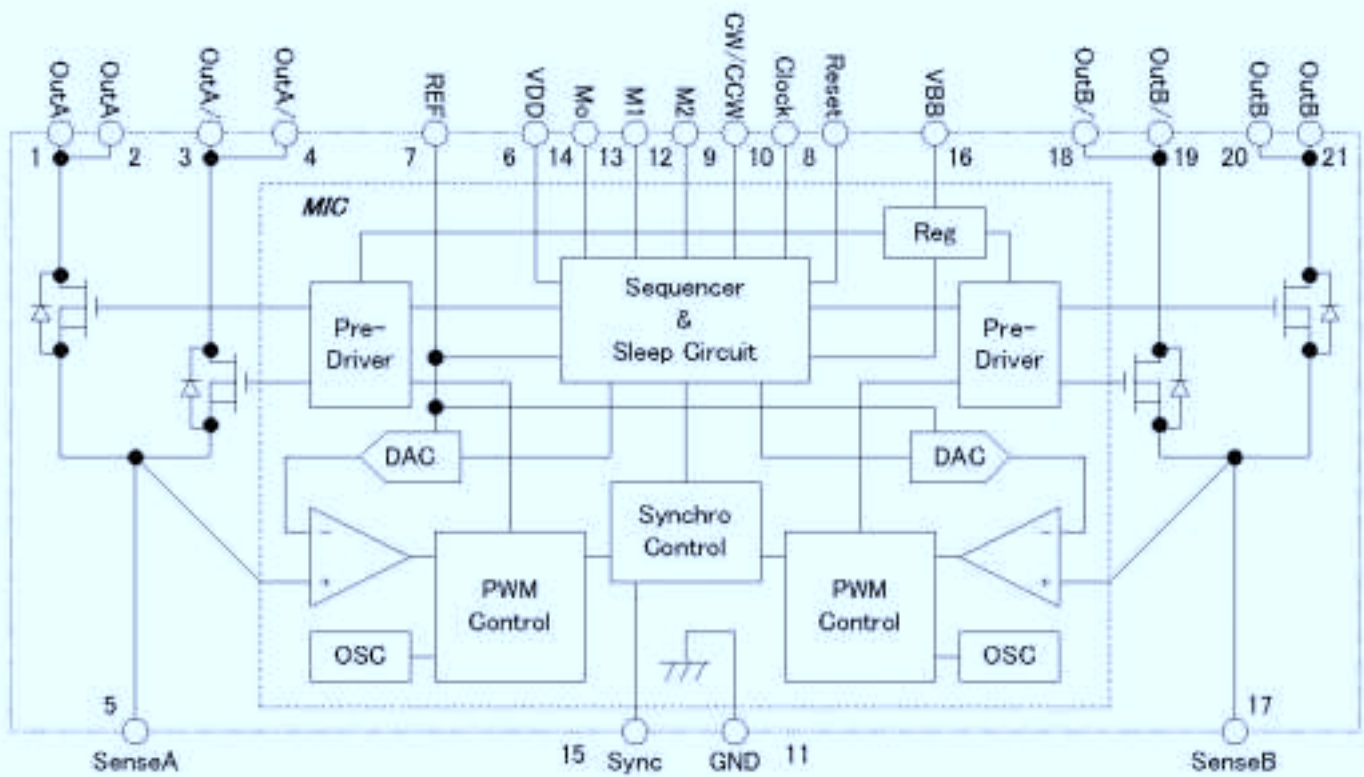 OutA
OutA
OutA/
OutA/
REF
VDD
Mo
M1
M2
CW/CCW
Clock
Reset
VBB
OutB/
OutB/
OutB
OutB
1
2
3
4
7
6
14
13
12
9
10
8
16
18
19
20
21
MIC
Reg
Sequencer
&
Sleep Circuit
Pre-
Driver
Pre-
Driver
DAC
DAC
Synchro
Control
-
+
-
+
PWM
Control
PWM
Control
OSC
OSC
5
SenseA
15
Sync
GND
11
17
SenseB